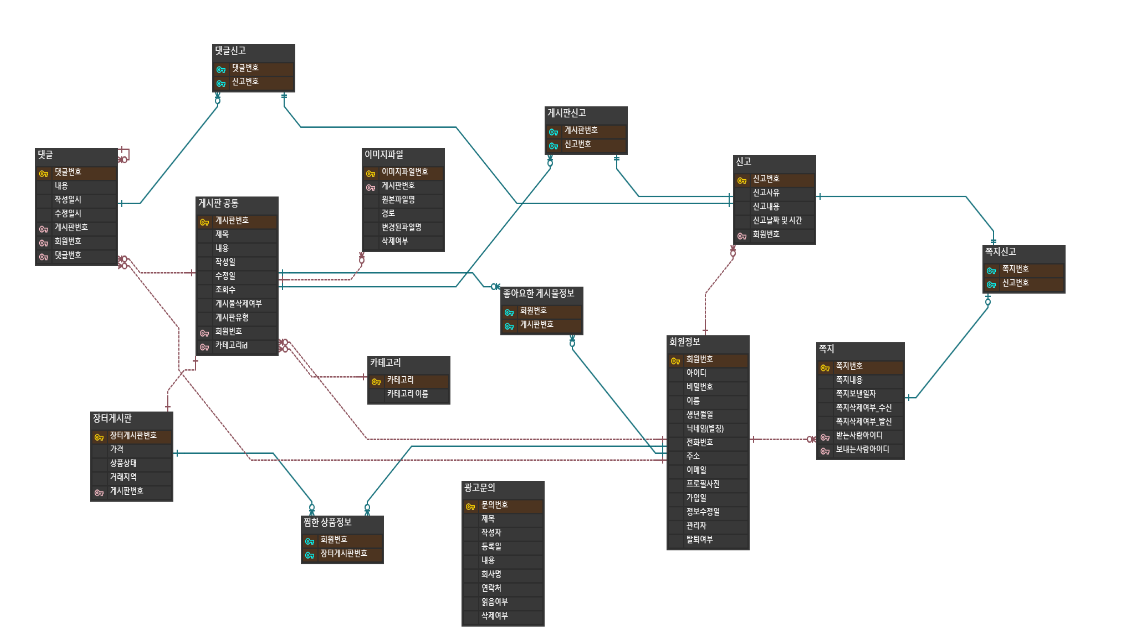 댓글신고
댓글번호
신고번호
게시판신고
게시판번호
신고번호
댓글
댓글번호
내용
작성일시
수정일시
게시판번호
회원번호
댓글번호
이미지파일
이미지파일번호
게시판번호
원본파일명
경로
변경된파일명
삭제여부
신고
신고번호
신고사유
신고내용
신고날짜 및 시간
회원번호
게시판 공통
게시판번호
제목
내용
작성일
수정일
조회수
게시물삭제여부
게시판유형
회원번호
카테고리id
쪽지신고
쪽지번호
신고번호
좋아요한 게시물정보
회원번호
게시판번호
회원정보
회원번호
아이디
비밀번호
이름
생년월일
닉네임(별칭)
전화번호
주소
이메일
프로필사진
가입일
정보수정일
관리자
탈퇴여부
쪽지
쪽지번호
쪽지내용
쪽지보낸일자
쪽지삭제여부_수신
쪽지삭제여부_발신
받는사람아이디
보내는사람아이디
카테고리
카테고리
카테고리 이름
장터게시판
장터게시판번호
가격
상품상태
거래지역
게시판번호
찜한 상품정보
회원번호
장터게시판번호
광고문의
문의번호
제목
작성자
등록일
내용
회사명
연락처
읽음여부
삭제여부